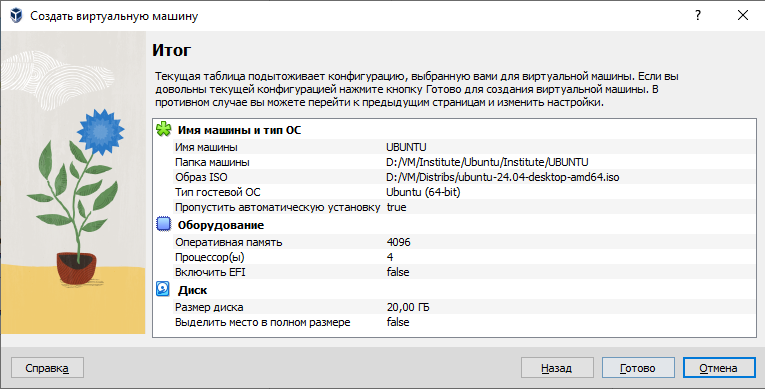 Создать виртуальную машину
Итог
Текущая таблица подытоживает конфигурацию, выбранную вами для виртуальной машины. Если вы
довольны текущей конфигурацией нажмите кнопку Готово для создания виртуальной машины. В
противном случае вы можете перейти к предыдущим страницам и изменить настройки.
Имя машины и тип ОС
Имя машины UBUNTU
Папка машины D:/VM/Institute/Ubuntu/Institute/UBUNTU
Образ ISO D:/VM/Distribs/ubuntu-24.04-desktop-amd64.iso
Тип гостевой ОС Ubuntu (64-bit)
Пропустить автоматическую установку true
Оборудование
Оперативная память 4096
Процессор(ы) 4
Включить EFI false
Диск
Размер диска 20,00 ГБ
Выделить место в полном размере false
Справка Назад Готово Отмена